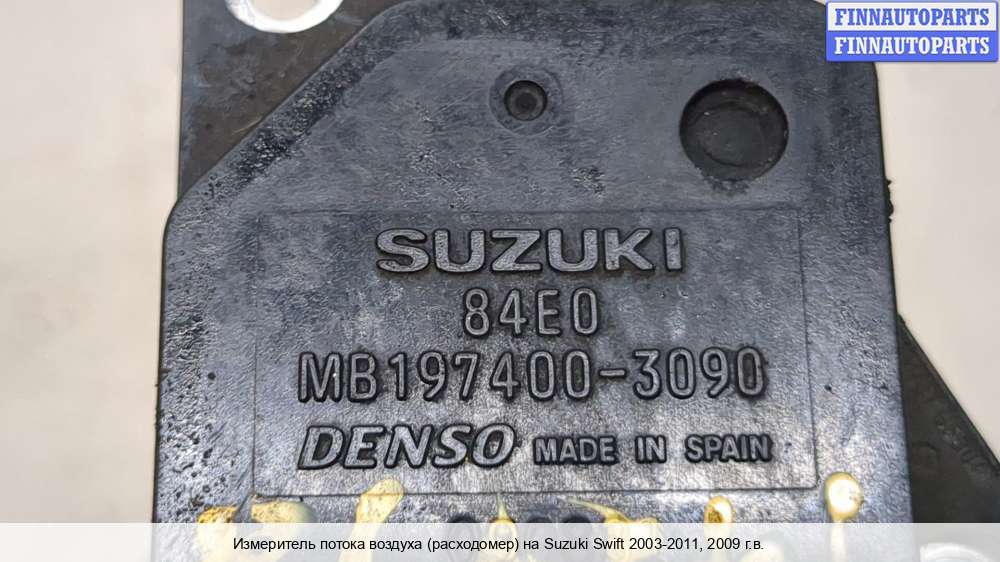 FINNAUTOPARTS
FINNAUTOPARTS
SUZUKI
84E0
MB197400-3090
DENSO MADE IN SPAIN
Измеритель потока воздуха (расходомер) на Suzuki Swift 2003-2011, 2009 г.в.